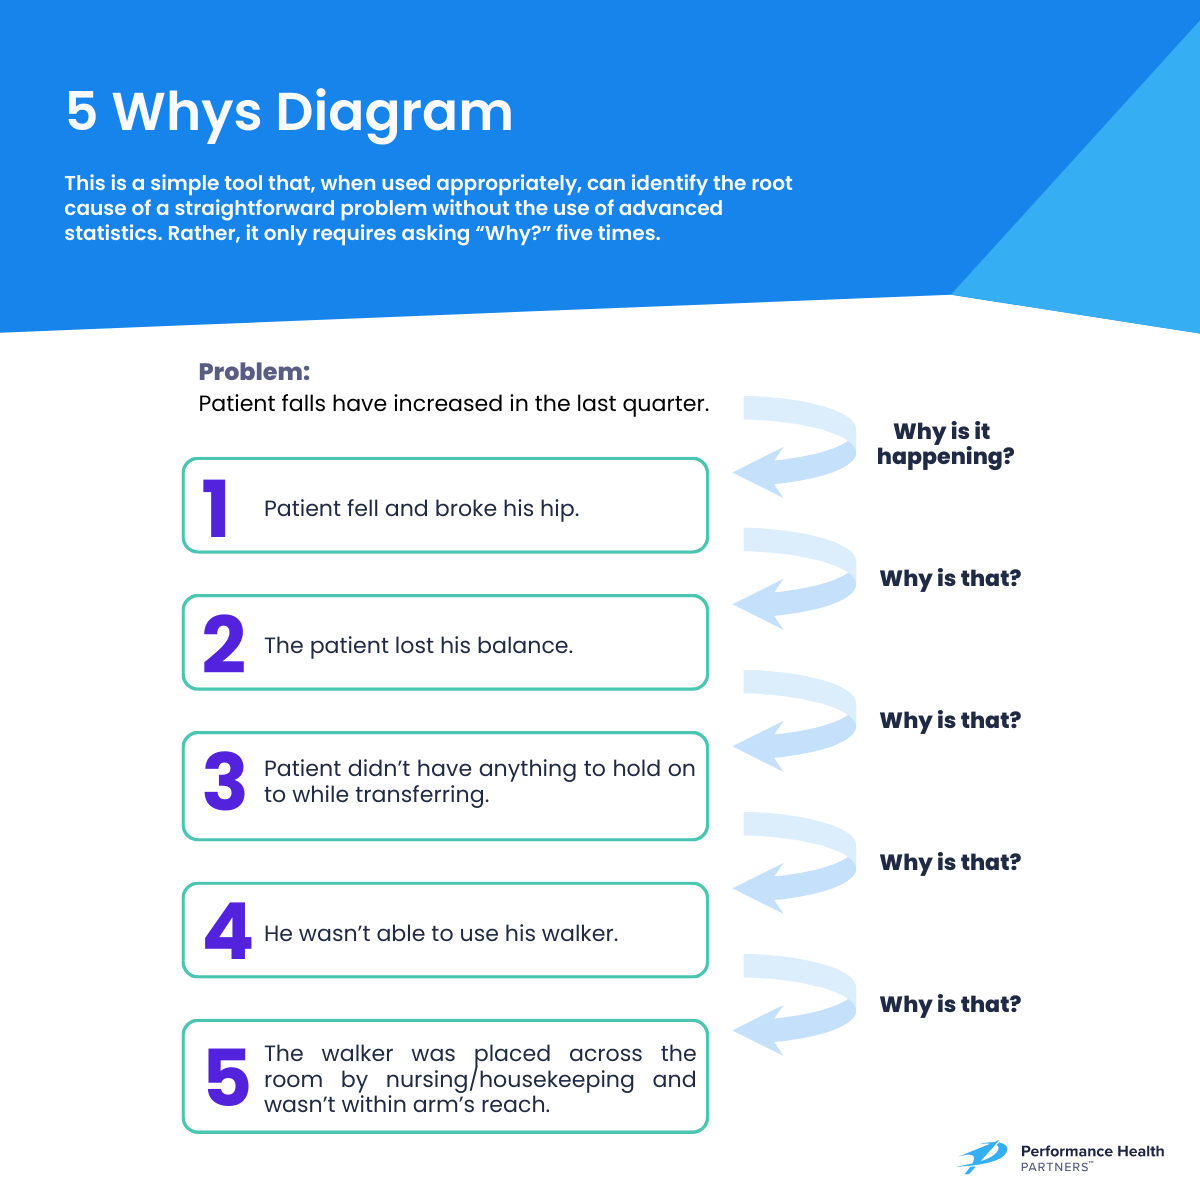 5 Whys Diagram
This is a simple tool that, when used appropriately, can identify the root
cause of a straightforward problem without the use of advanced
statistics. Rather, it only requires asking “Why?” five times.
Problem:
Patient falls have increased in the last quarter.
Why is it
happening?
1
Patient fell and broke his hip.
Why is that?
2
The patient lost his balance.
Why is that?
3
Patient didn’t have anything to hold on
to while transferring.
Why is that?
4
He wasn’t able to use his walker.
Why is that?
5
The walker was placed across the
room by nursing/housekeeping and
wasn’t within arm’s reach.
Performance Health
PARTNERS™